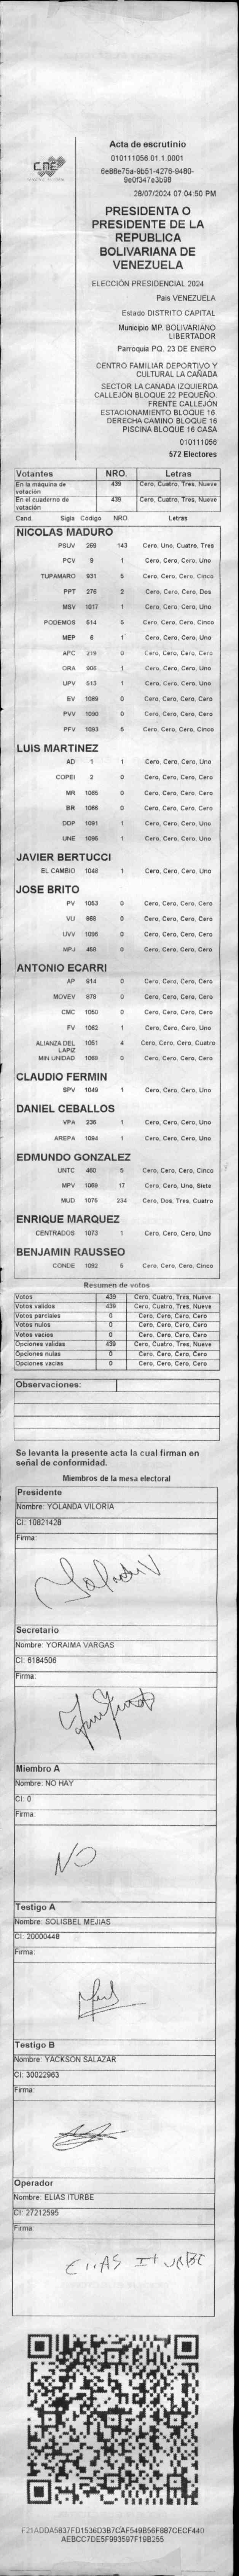 CNE
Acta de escrutinio
010111056.01.1.0001
6e88e75a-9b51-4276-9480-
9e0f347e3b98
28/07/2024 07:04:50 PM
PRESIDENTA O
PRESIDENTE DE LA
REPUBLICA
BOLIVARIANA DE
VENEZUELA
ELECCIÓN PRESIDENCIAL 2024
País VENEZUELA
Estado DISTRITO CAPITAL
Municipio MP. BOLIVARIANO
LIBERTADOR
Parroquia PQ. 23 DE ENERO
CENTRO FAMILIAR DEPORTIVO Y
CULTURAL LA CAÑADA
SECTOR LA CAÑADA IZQUIERDA
CALLEJÓN BLOQUE 22 PEQUEÑO.
FRENTE CALLEJÓN
ESTACIONAMIENTO BLOQUE 16.
DERECHA CAMINO BLOQUE 16
PISCINA BLOQUE 16 CASA
010111056
572 Electores
Votantes NRO. Letras
En la máquina de votación 439 Cero, Cuatro, Tres, Nueve
En el cuaderno de votación 439 Cero, Cuatro, Tres, Nueve
Cand. Sigla Código NRO. Letras
NICOLAS MADURO
PSUV 269 143 Cero, Uno, Cuatro, Tres
PCV 9 1 Cero, Cero, Cero, Uno
TUPAMARO 931 5 Cero, Cero, Cero, Cinco
PPT 276 2 Cero, Cero, Cero, Dos
MSV 1017 1 Cero, Cero, Cero, Uno
PODEMOS 514 5 Cero, Cero, Cero, Cinco
MEP 6 1 Cero, Cero, Cero, Uno
APC 219 0 Cero, Cero, Cero, Cero
ORA 906 1 Cero, Cero, Cero, Uno
UPV 513 1 Cero, Cero, Cero, Uno
EV 1089 0 Cero, Cero, Cero, Cero
PVV 1090 0 Cero, Cero, Cero, Cero
PFV 1093 5 Cero, Cero, Cero, Cinco
LUIS MARTINEZ
AD 1 1 Cero, Cero, Cero, Uno
COPEI 2 0 Cero, Cero, Cero, Cero
MR 1065 0 Cero, Cero, Cero, Cero
BR 1066 0 Cero, Cero, Cero, Cero
DDP 1091 1 Cero, Cero, Cero, Uno
UNE 1095 1 Cero, Cero, Cero, Uno
JAVIER BERTUCCI
EL CAMBIO 1048 1 Cero, Cero, Cero, Uno
JOSE BRITO
PV 1053 0 Cero, Cero, Cero, Cero
VU 868 0 Cero, Cero, Cero, Cero
UVV 1096 0 Cero, Cero, Cero, Cero
MPJ 458 0 Cero, Cero, Cero, Cero
ANTONIO ECARRI
AP 814 0 Cero, Cero, Cero, Cero
MOVEV 878 0 Cero, Cero, Cero, Cero
CMC 1050 0 Cero, Cero, Cero, Cero
FV 1062 1 Cero, Cero, Cero, Uno
ALIANZA DEL LAPIZ 1051 4 Cero, Cero, Cero, Cuatro
MIN UNIDAD 1068 0 Cero, Cero, Cero, Cero
CLAUDIO FERMIN
SPV 1049 1 Cero, Cero, Cero, Uno
DANIEL CEBALLOS
VPA 236 1 Cero, Cero, Cero, Uno
AREPA 1094 1 Cero, Cero, Cero, Uno
EDMUNDO GONZALEZ
UNTC 460 5 Cero, Cero, Cero, Cinco
MPV 1069 17 Cero, Cero, Uno, Siete
MUD 1075 234 Cero, Dos, Tres, Cuatro
ENRIQUE MARQUEZ
CENTRADOS 1073 1 Cero, Cero, Cero, Uno
BENJAMIN RAUSSEO
CONDE 1092 5 Cero, Cero, Cero, Cinco
Resumen de votos
Votos 439 Cero, Cuatro, Tres, Nueve
Votos validos 439 Cero, Cuatro, Tres, Nueve
Votos parciales 0 Cero, Cero, Cero, Cero
Votos nulos 0 Cero, Cero, Cero, Cero
Votos vacios 0 Cero, Cero, Cero, Cero
Opciones validas 439 Cero, Cuatro, Tres, Nueve
Opciones nulas 0 Cero, Cero, Cero, Cero
Opciones vacias 0 Cero, Cero, Cero, Cero
Observaciones:
Se levanta la presente acta la cual firman en
señal de conformidad.
Miembros de la mesa electoral
Presidente
Nombre: YOLANDA VILORIA
CI: 10821428
Firma:
Secretario
Nombre: YORAIMA VARGAS
CI: 6184506
Firma:
Miembro A
Nombre: NO HAY
CI: 0
Firma:
NO
Testigo A
Nombre: SOLISBEL MEJIAS
CI: 20000448
Firma:
Testigo B
Nombre: YACKSON SALAZAR
CI: 30022963
Firma:
Operador
Nombre: ELIAS ITURBE
CI: 27212595
Firma:
EliAS ItURBE
F21ADDA5837FD1536D3B7CAF549B56F887CECF440
AEBCC7DE5F993597F19B255